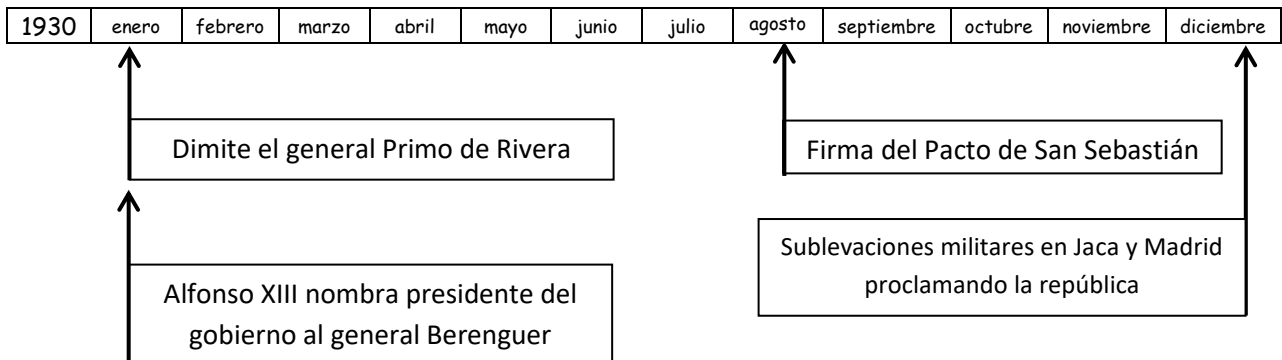 1930 enero febrero marzo abril mayo junio julio agosto septiembre octubre noviembre diciembre
Dimite el general Primo de Rivera
Firma del Pacto de San Sebastián
Alfonso XIII nombra presidente del
gobierno al general Berenguer
Sublevaciones militares en Jaca y Madrid
proclamando la república